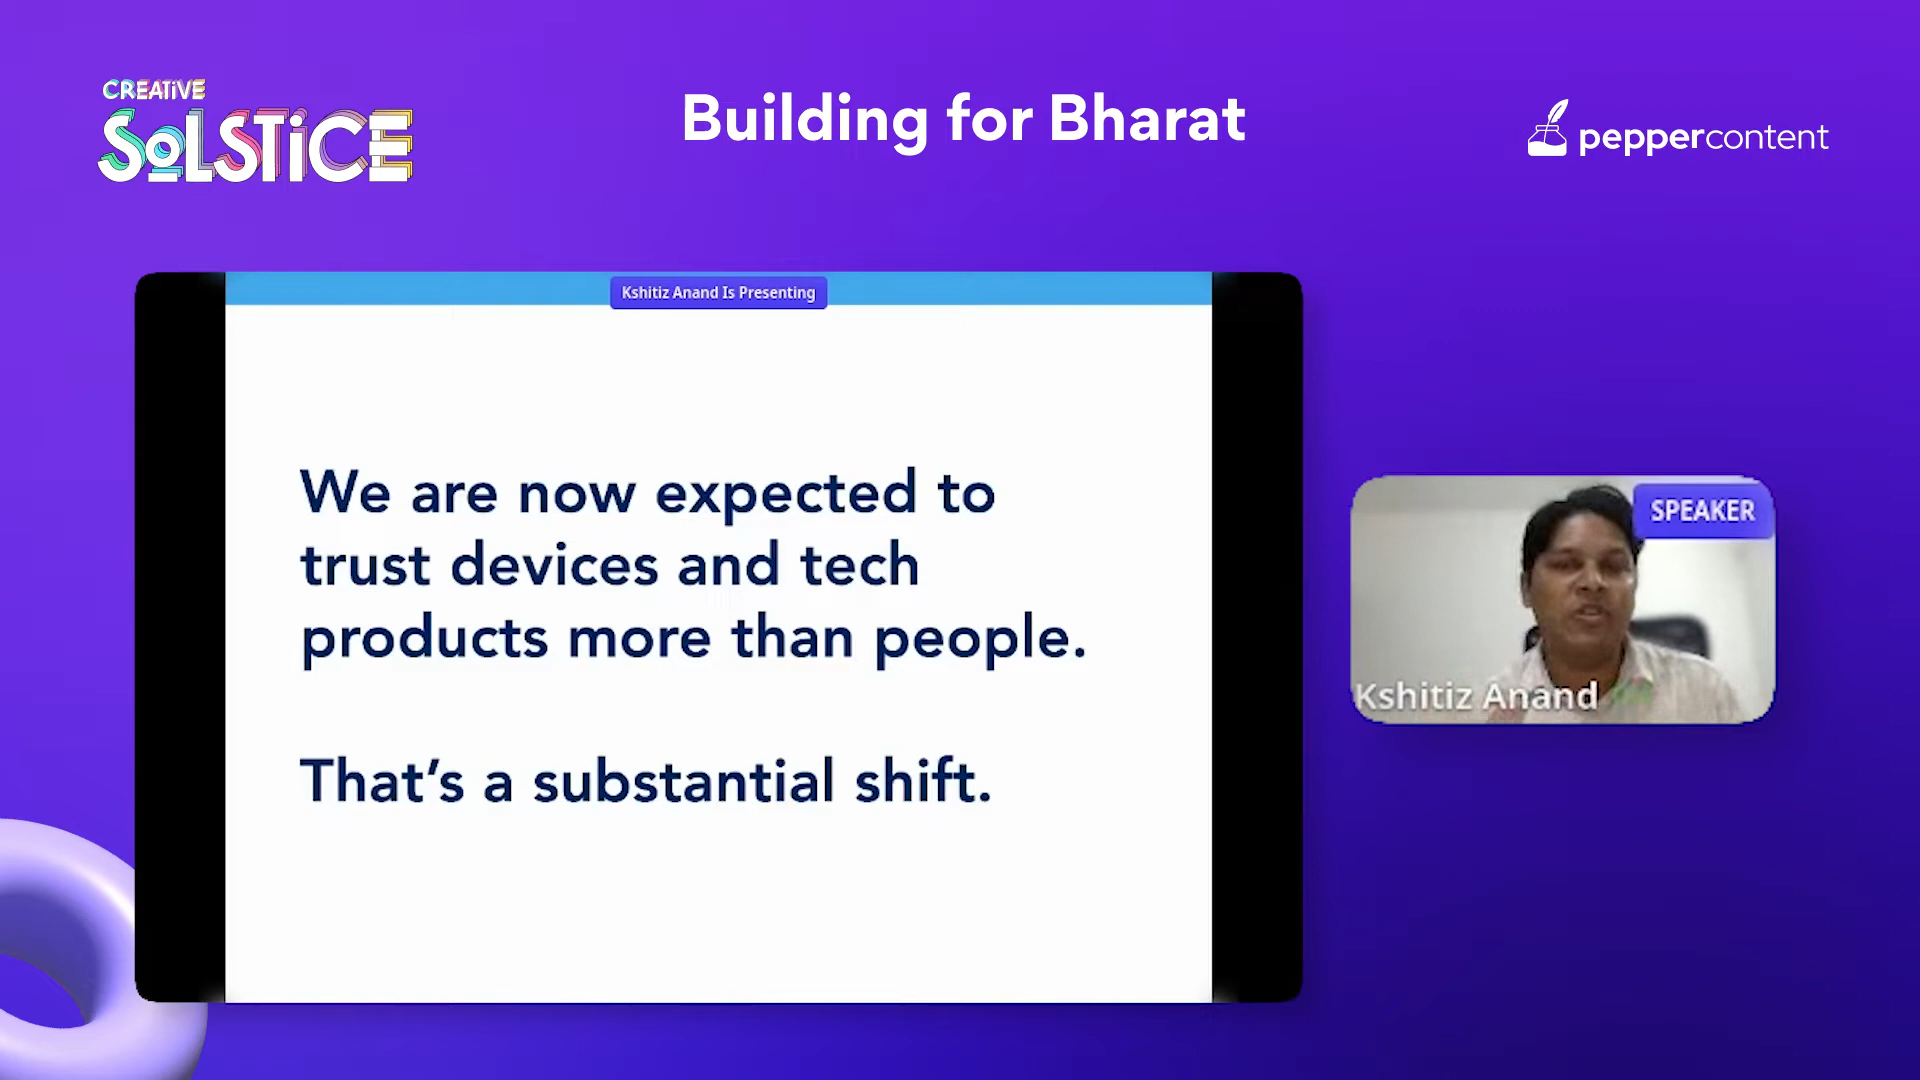 CREATiVE
SoLSTiCE
Building for Bharat
peppercontent
Kshitiz Anand Is Presenting
We are now expected to
trust devices and tech
products more than people.
That’s a substantial shift.
SPEAKER
Kshitiz Anand